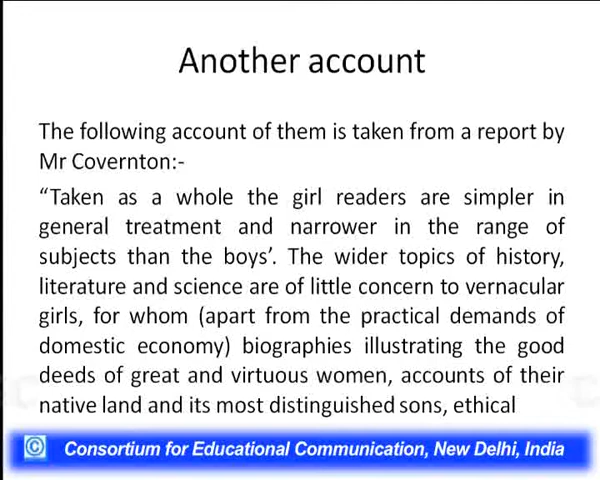 Another account
The following account of them is taken from a report by
Mr Covernton:-
“Taken as a whole the girl readers are simpler in
general treatment and narrower in the range of
subjects than the boys’. The wider topics of history,
literature and science are of little concern to vernacular
girls, for whom (apart from the practical demands of
domestic economy) biographies illustrating the good
deeds of great and virtuous women, accounts of their
native land and its most distinguished sons, ethical
© Consortium for Educational Communication, New Delhi, India